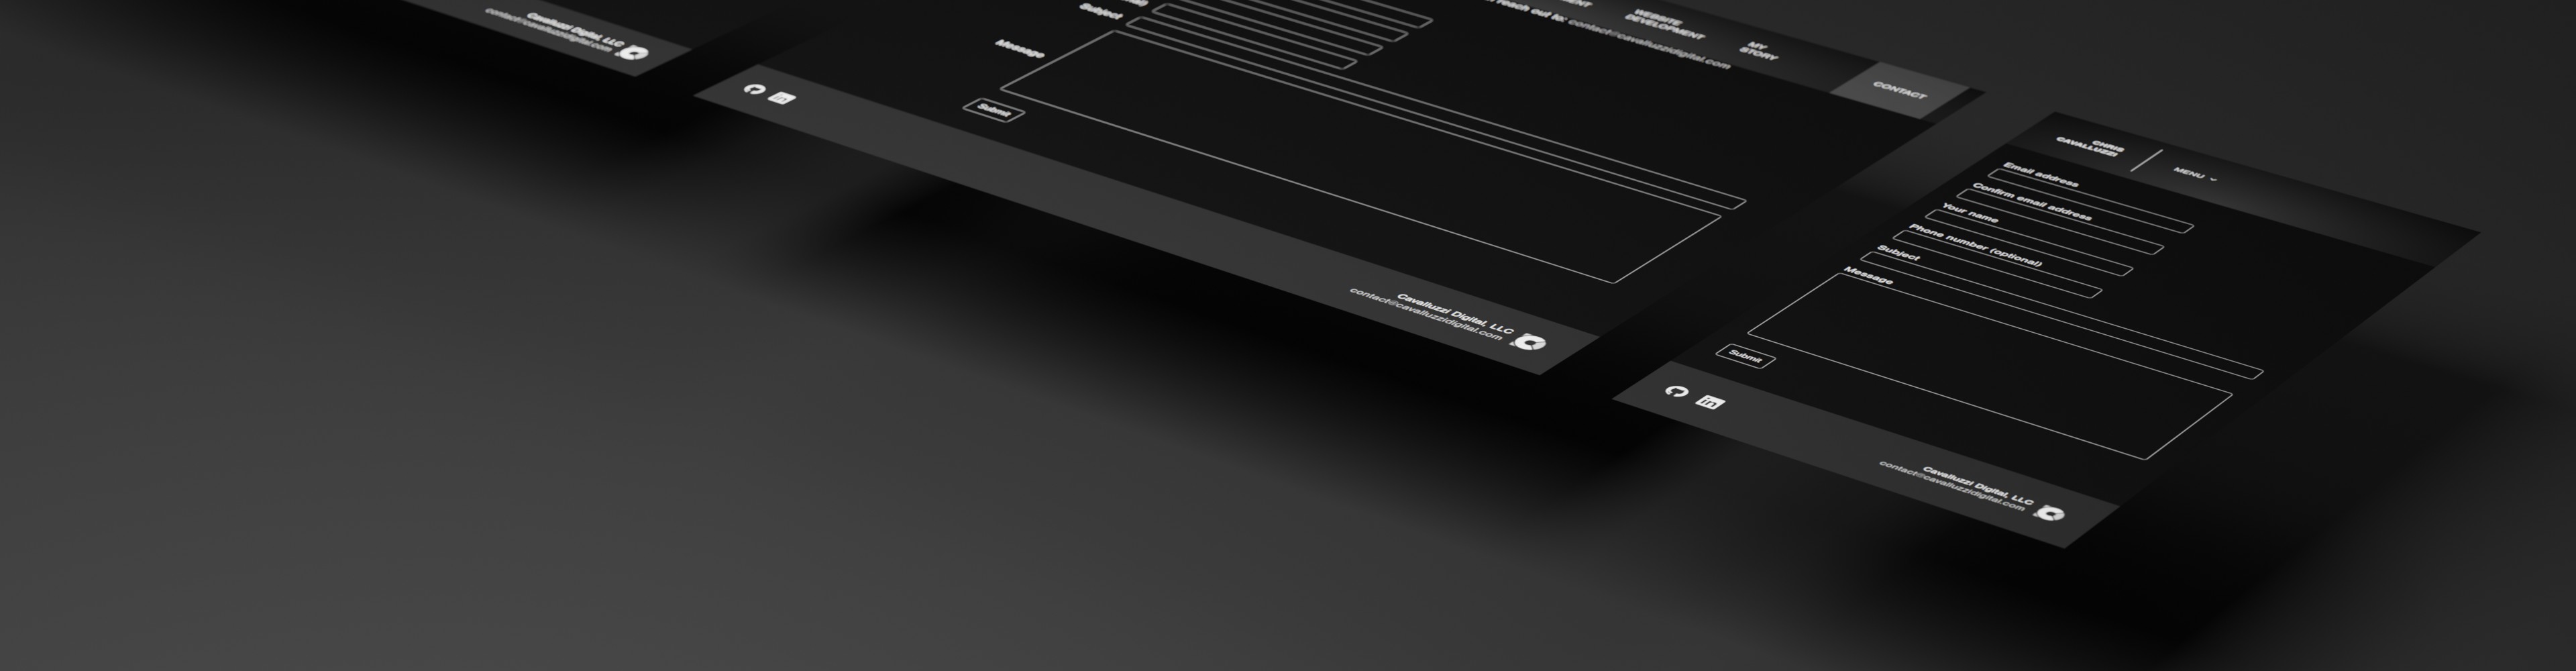 Cavalluzzi Digital, LLC
contact@cavalluzzidigital.com
reach out to: contact@cavalluzzidigital.com
WEBSITE
DEVELOPMENT
MY
STORY
CONTACT
Subject
Message
Submit
in
Cavalluzzi Digital, LLC
contact@cavalluzzidigital.com
CHRIS
CAVALLUZZI
MENU
Email address
Confirm email address
Your name
Phone number (optional)
Subject
Message
Submit
in
Cavalluzzi Digital, LLC
contact@cavalluzzidigital.com